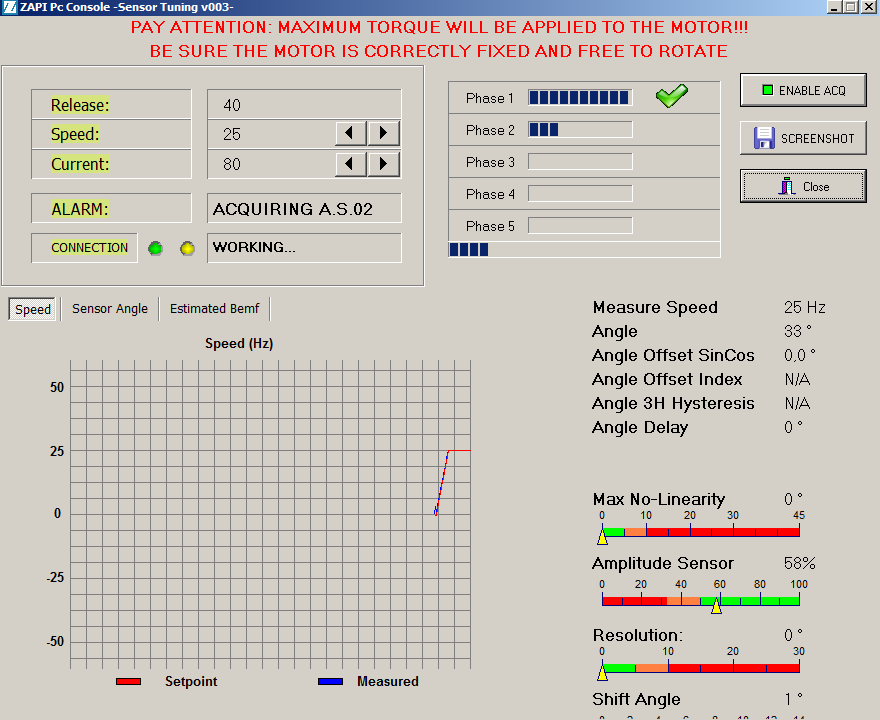 ZAPI Pc Console -Sensor Tuning v003-
PAY ATTENTION: MAXIMUM TORQUE WILL BE APPLIED TO THE MOTOR!!!
BE SURE THE MOTOR IS CORRECTLY FIXED AND FREE TO ROTATE
Release: 40
Speed: 25
Current: 80
ALARM: ACQUIRING A.S.02
CONNECTION WORKING...
Phase 1
Phase 2
Phase 3
Phase 4
Phase 5
ENABLE ACQ
SCREENSHOT
Close
Speed Sensor Angle Estimated Bemf
Speed (Hz)
50
25
0
-25
-50
Setpoint Measured
Measure Speed 25 Hz
Angle 33 °
Angle Offset SinCos 0,0 °
Angle Offset Index N/A
Angle 3H Hysteresis N/A
Angle Delay 0 °
Max No-Linearity 0 °
0 10 20 30 45
Amplitude Sensor 58%
0 20 40 60 80 100
Resolution: 0 °
0 10 20 30
Shift Angle 1 °